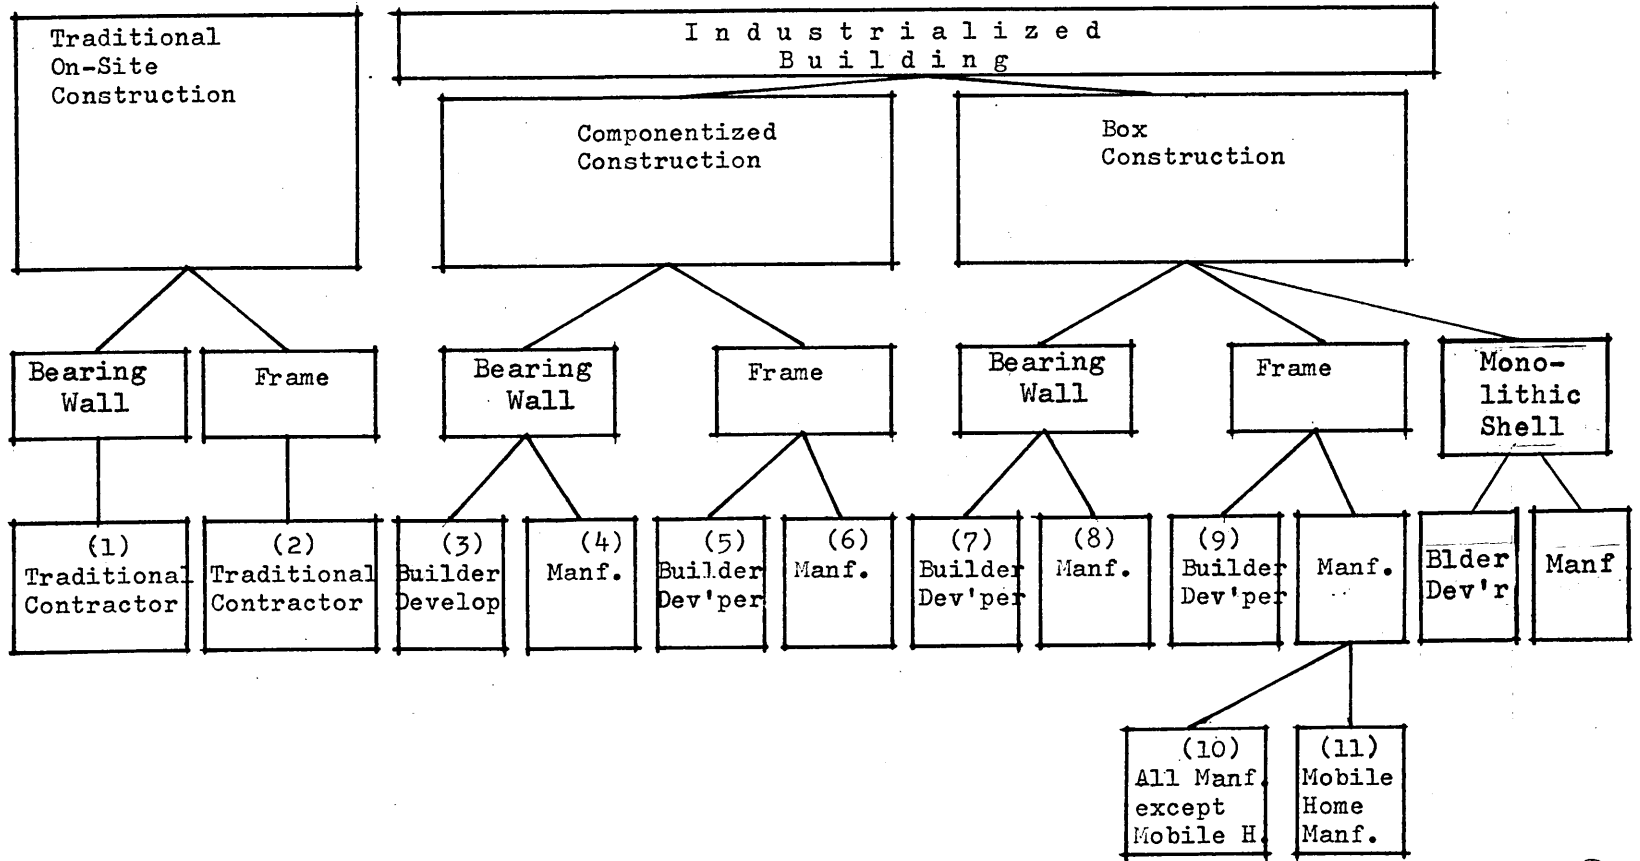 Traditional
On-Site
Construction
Industrialized
Building
Componentized
Construction
Box
Construction
Bearing
Wall
Frame
Bearing
Wall
Frame
Bearing
Wall
Frame
Mono-
lithic
Shell
(1)
Traditional
Contractor
(2)
Traditional
Contractor
(3)
Builder
Develop
(4)
Manf.
(5)
Builder
Dev'per
(6)
Manf.
(7)
Builder
Dev'per
(8)
Manf.
(9)
Builder
Dev'per
Manf.
Blder
Dev'r
Manf
(10)
All Manf.
except
Mobile H.
(11)
Mobile
Home
Manf.